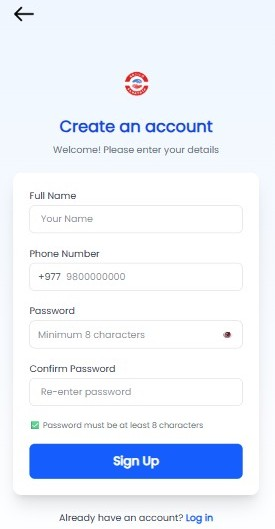 Create an account
Welcome! Please enter your details
Full Name
Your Name
Phone Number
+977 9800000000
Password
Minimum 8 characters
Confirm Password
Re-enter password
Password must be at least 8 characters
Sign Up
Already have an account? Log in